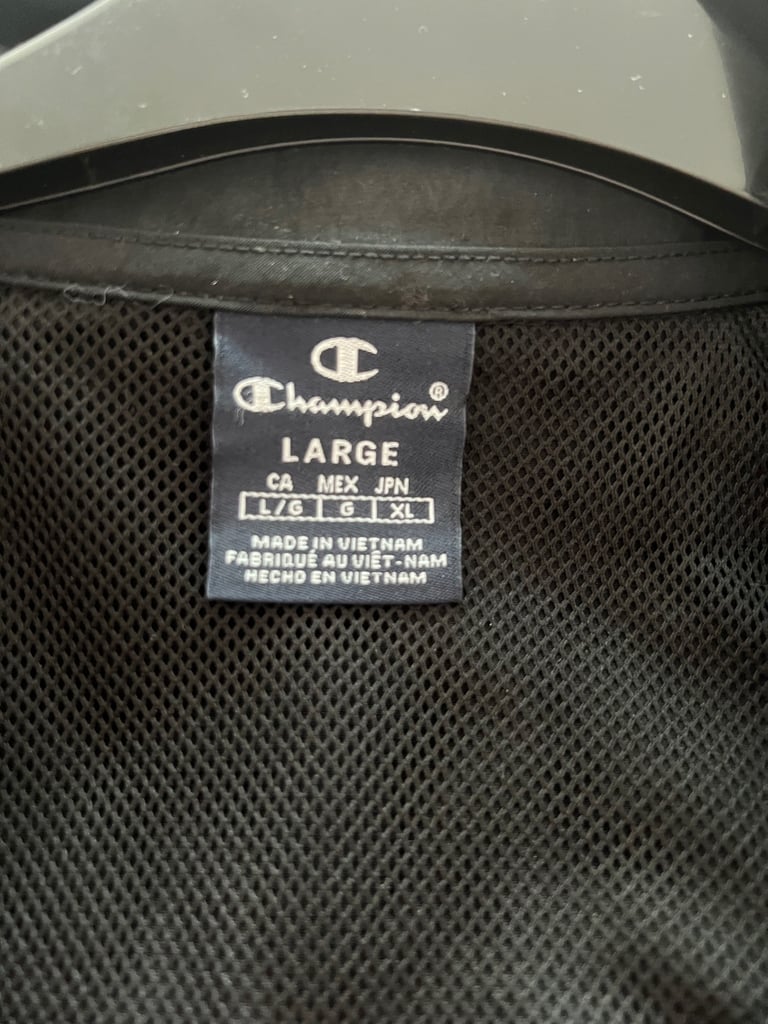 Champion®
LARGE
CA MEX JPN
L/G G XL
MADE IN VIETNAM
FABRIQUÉ AU VIÊT-NAM
HECHO EN VIETNAM